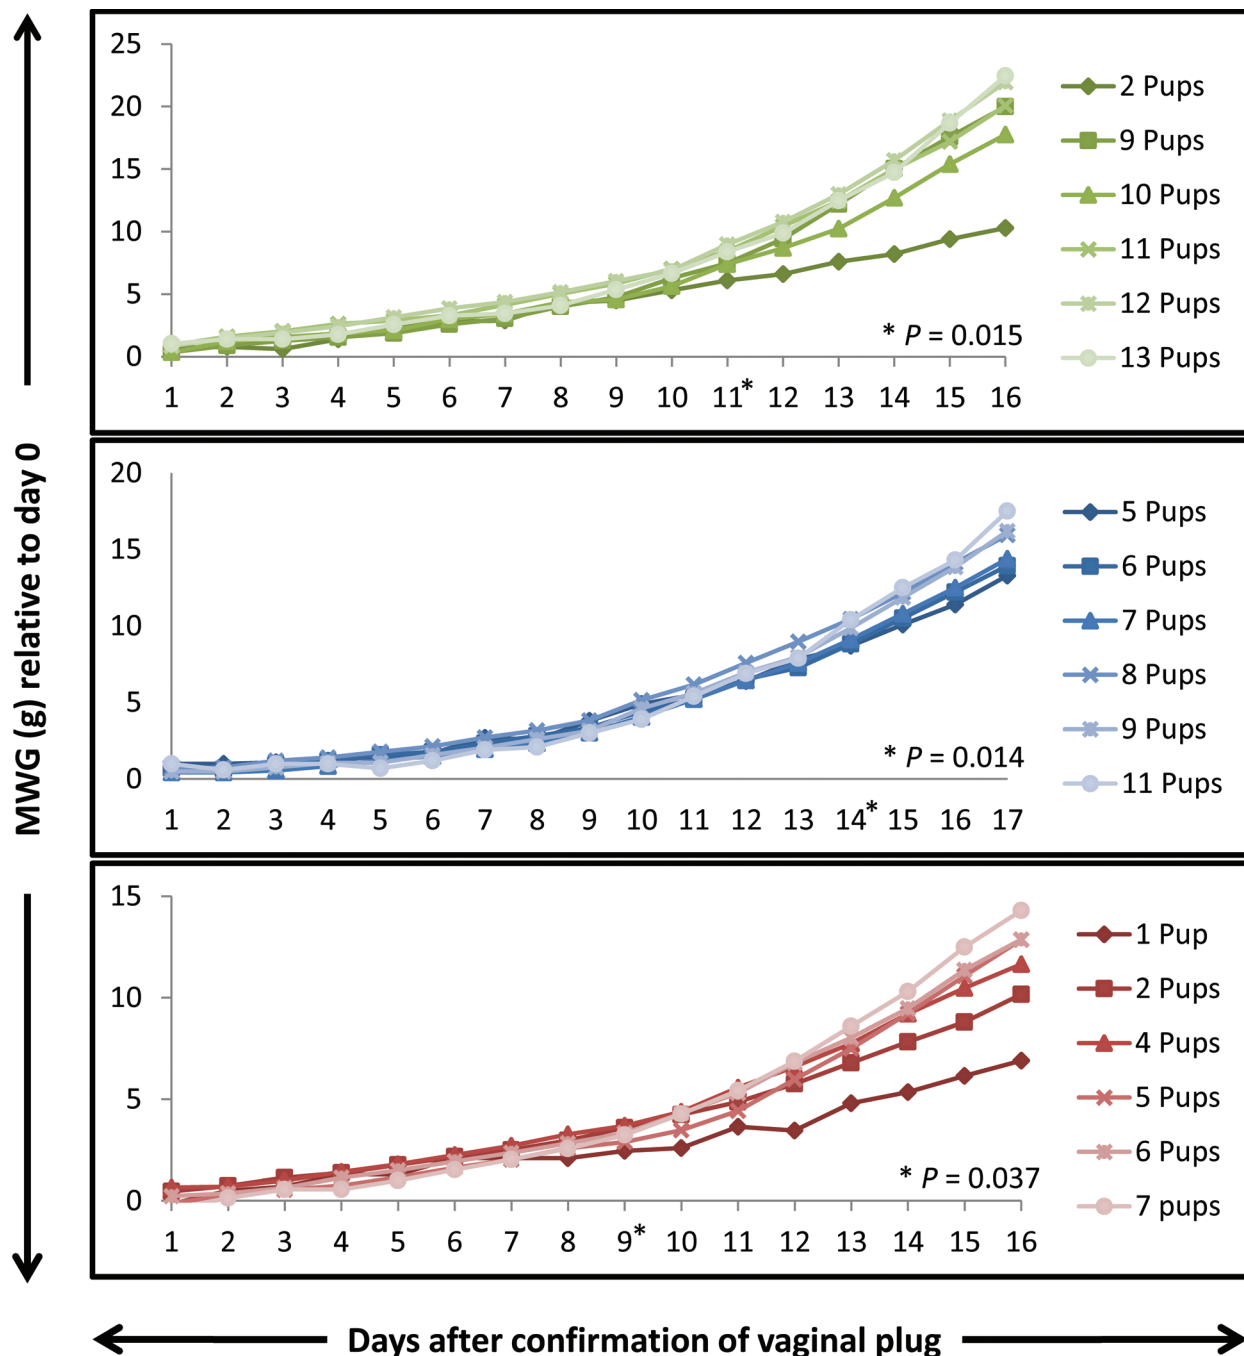 MWG (g) relative to day 0
25
20
15
10
5
0
1 2 3 4 5 6 7 8 9 10 11* 12 13 14 15 16
* P = 0.015
2 Pups
9 Pups
10 Pups
11 Pups
12 Pups
13 Pups
20
15
10
5
0
1 2 3 4 5 6 7 8 9 10 11 12 13 14* 15 16 17
* P = 0.014
5 Pups
6 Pups
7 Pups
8 Pups
9 Pups
11 Pups
15
10
5
0
1 2 3 4 5 6 7 8 9* 10 11 12 13 14 15 16
* P = 0.037
1 Pup
2 Pups
4 Pups
5 Pups
6 Pups
7 pups
Days after confirmation of vaginal plug